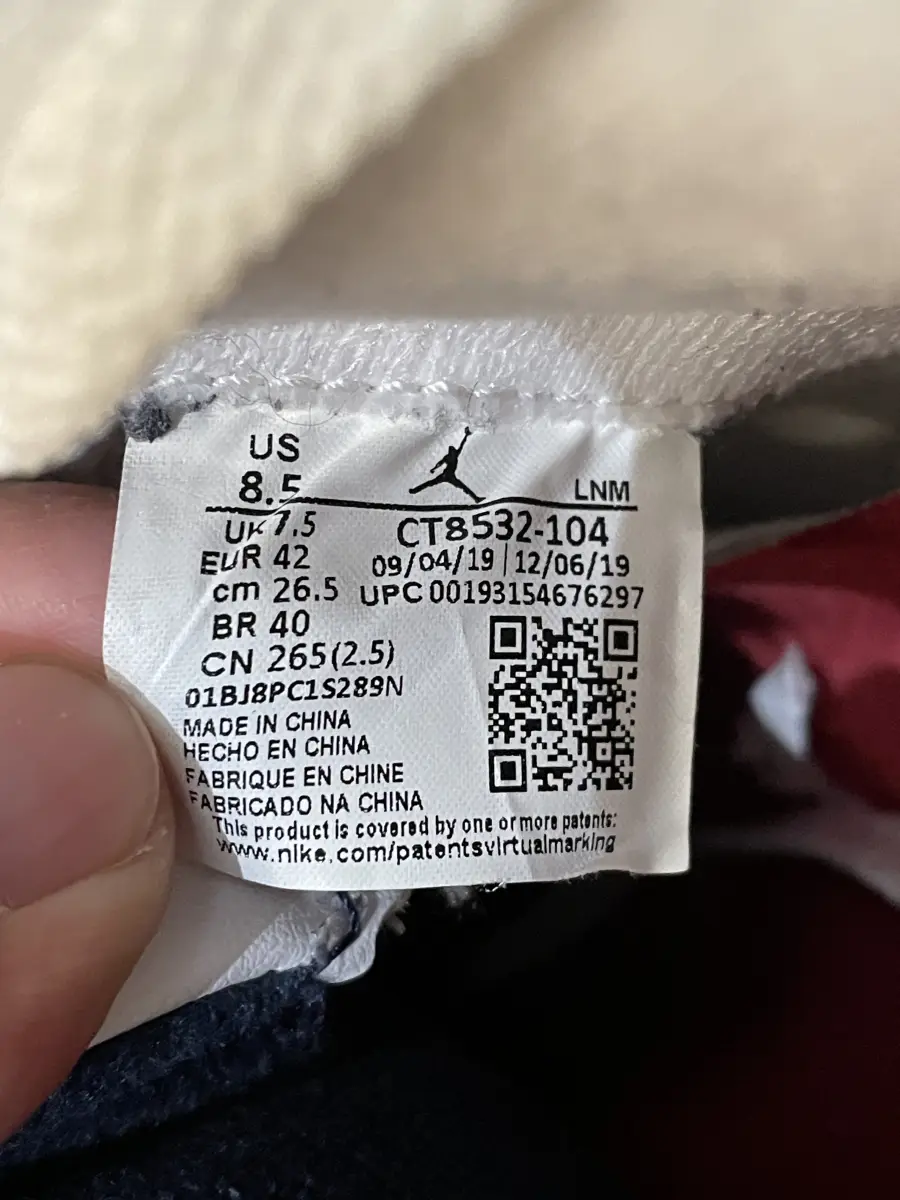 US
8.5
LNM
UK 7.5
CT8532-104
EUR 42
09/04/19 | 12/06/19
cm 26.5
UPC 00193154676297
BR 40
CN 265(2.5)
01BJ8PC1S289N
MADE IN CHINA
HECHO EN CHINA
FABRIQUE EN CHINE
FABRICADO NA CHINA
This product is covered by one or more patents:
www.nike.com/patentsvirtualmarking